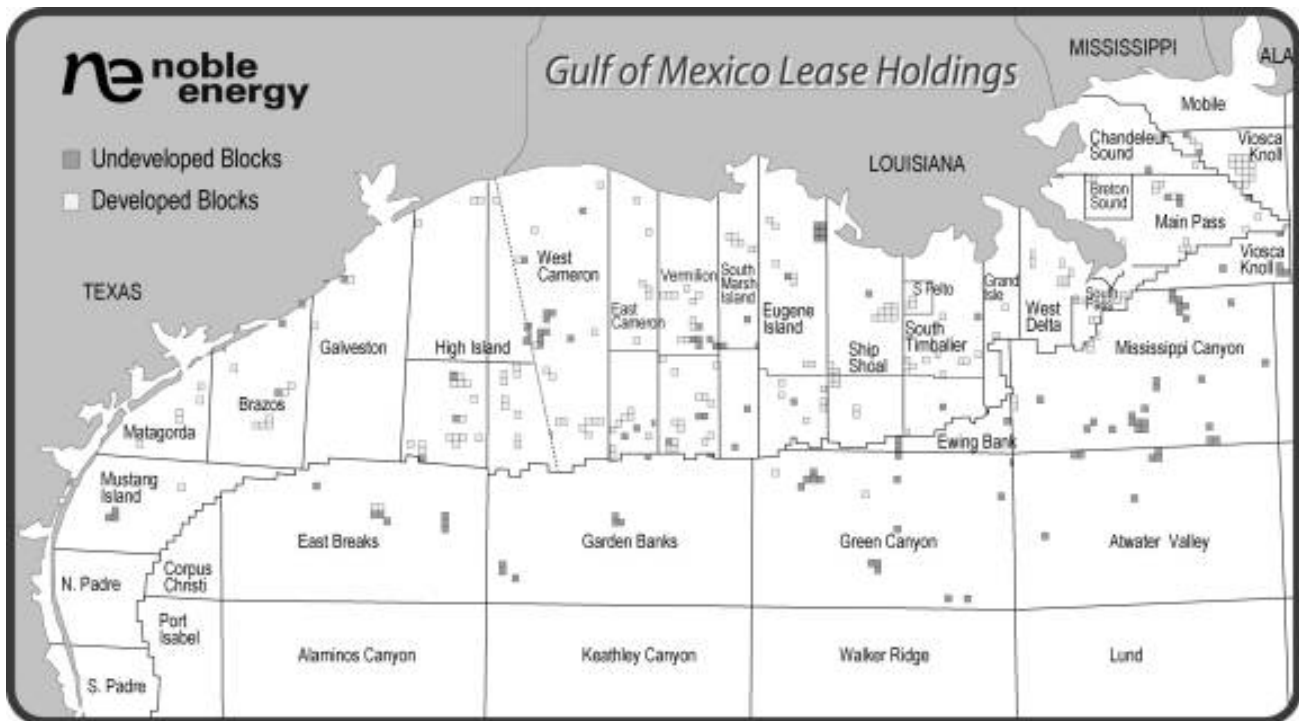 ne noble
energy
Gulf of Mexico Lease Holdings
MISSISSIPPI
ALA
Undeveloped Blocks
Developed Blocks
TEXAS
LOUISIANA
Mobile
Chandeleur
Sound
Viosca
Knoll
Breton
Sound
Main Pass
Viosca
Knoll
West
Cameron
Vermilion
South
Marsh
Island
East
Cameron
Eugene
Island
S Pelto
Grand
Isle
West
Delta
South
Pass
South
Timbalier
Ship
Shoal
Mississippi Canyon
Galveston
High Island
Brazos
Matagorda
Mustang
Island
Ewing Bank
East Breaks
Garden Banks
Green Canyon
Atwater Valley
N. Padre
Corpus
Christi
Port
Isabel
Alaminos Canyon
Keathley Canyon
Walker Ridge
Lund
S. Padre